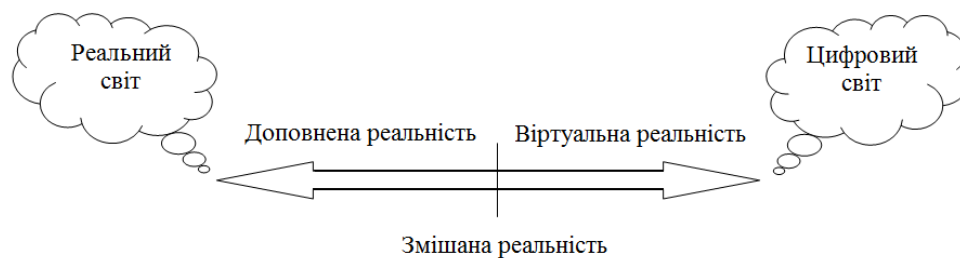 Реальний
світ
Цифровий
світ
Доповнена реальність
Віртуальна реальність
Змішана реальність